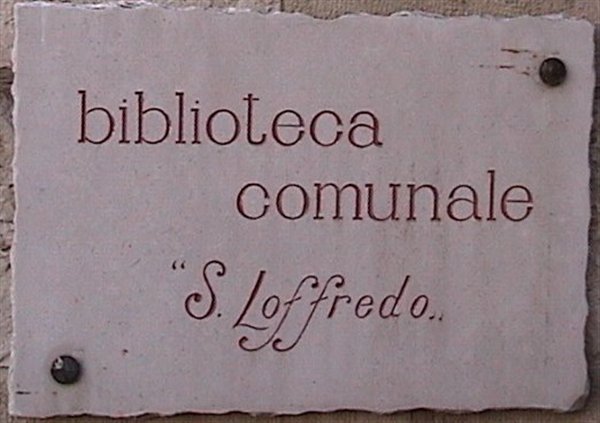 biblioteca
comunale
“S. Loffredo„